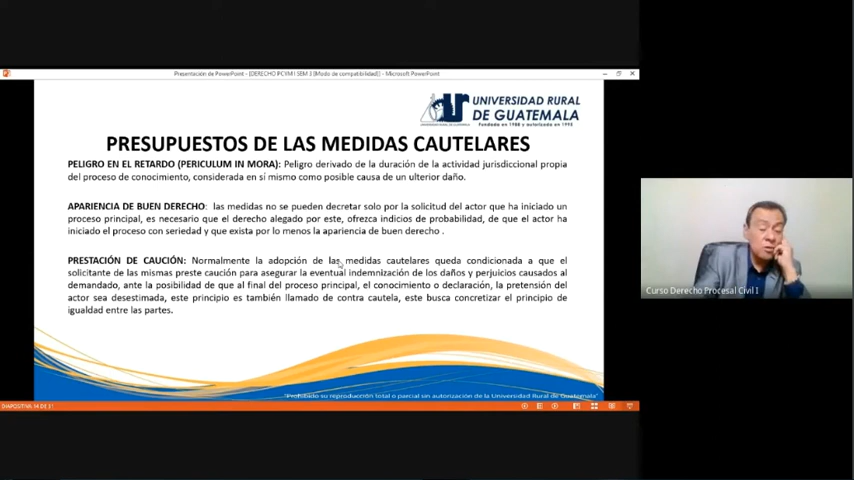 Presentación de PowerPoint - [DERECHO PCYM I SEM 3 [Modo de compatibilidad]] - Microsoft PowerPoint
UNIVERSIDAD RURAL
DE GUATEMALA
Fundada en 1988 y autorizada en 1995
PRESUPUESTOS DE LAS MEDIDAS CAUTELARES
PELIGRO EN EL RETARDO (PERICULUM IN MORA): Peligro derivado de la duración de la actividad jurisdiccional propia
del proceso de conocimiento, considerada en sí mismo como posible causa de un ulterior daño.
APARIENCIA DE BUEN DERECHO: las medidas no se pueden decretar solo por la solicitud del actor que ha iniciado un
proceso principal, es necesario que el derecho alegado por este, ofrezca indicios de probabilidad, de que el actor ha
iniciado el proceso con seriedad y que exista por lo menos la apariencia de buen derecho .
PRESTACIÓN DE CAUCIÓN: Normalmente la adopción de las medidas cautelares queda condicionada a que el
solicitante de las mismas preste caución para asegurar la eventual indemnización de los daños y perjuicios causados al
demandado, ante la posibilidad de que al final del proceso principal, el conocimiento o declaración, la pretensión del
actor sea desestimada, este principio es también llamado de contra cautela, este busca concretizar el principio de
igualdad entre las partes.
"Prohibido su reproducción total o parcial sin autorización de la Universidad Rural de Guatemala"
DIAPOSITIVA 14 DE 31
Curso Derecho Procesal Civil I